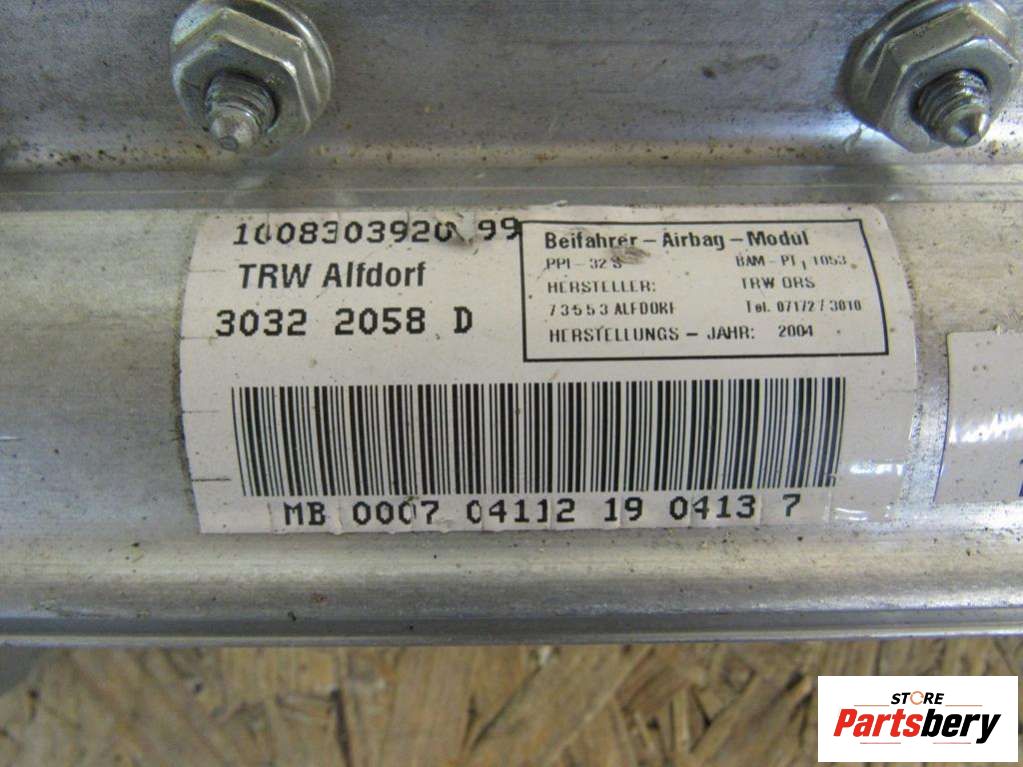 1008303920 99
TRW Alfdorf
3032 2058 D
Beifahrer – Airbag – Modul
PPI – 32 S BAM – PT 1053
HERSTELLER: TRW ORS
73553 ALFDORF Tel. 07172 / 3010
HERSTELLUNGS – JAHR: 2004
MB 0007 04112 19 0413 7
STORE
Partsbery